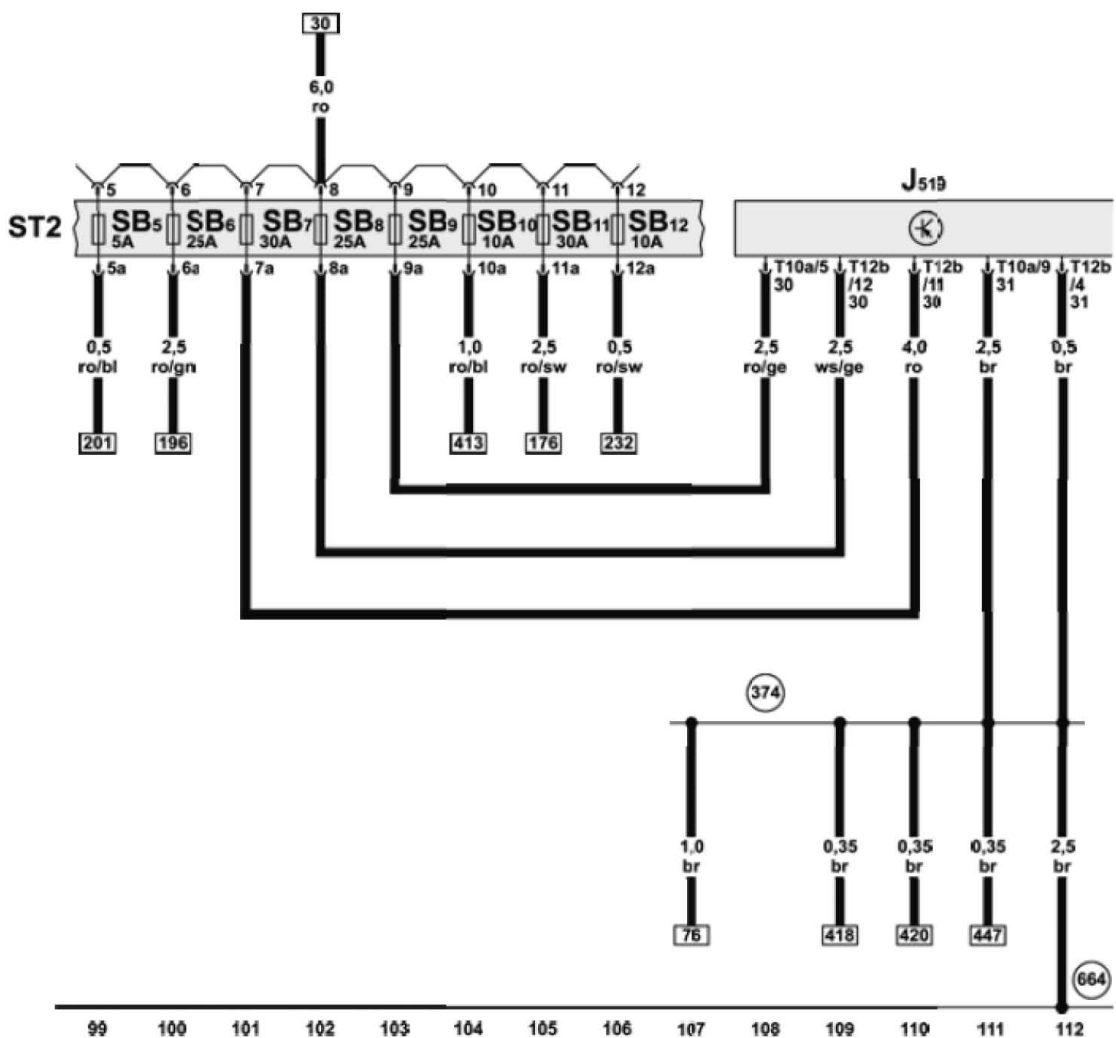 30
6,0
ro
5 6 7 8 9 10 11 12
J519
ST2
SB5 SB6 SB7 SB8 SB9 SB10 SB11 SB12
5A 25A 30A 25A 25A 10A 30A 10A
5a 6a 7a 8a 9a 10a 11a 12a
T10a/5 T12b T12b T10a/9 T12b
30 /12 /11 31 /4
30 30 31
0,5 2,5 1,0 2,5 0,5 2,5 2,5 4,0 2,5 0,5
ro/bl ro/gn ro/bl ro/sw ro/sw ro/ge ws/ge ro br br
201 196 413 176 232
374
1,0 0,35 0,35 0,35 2,5
br br br br br
76 418 420 447
664
99 100 101 102 103 104 105 106 107 108 109 110 111 112